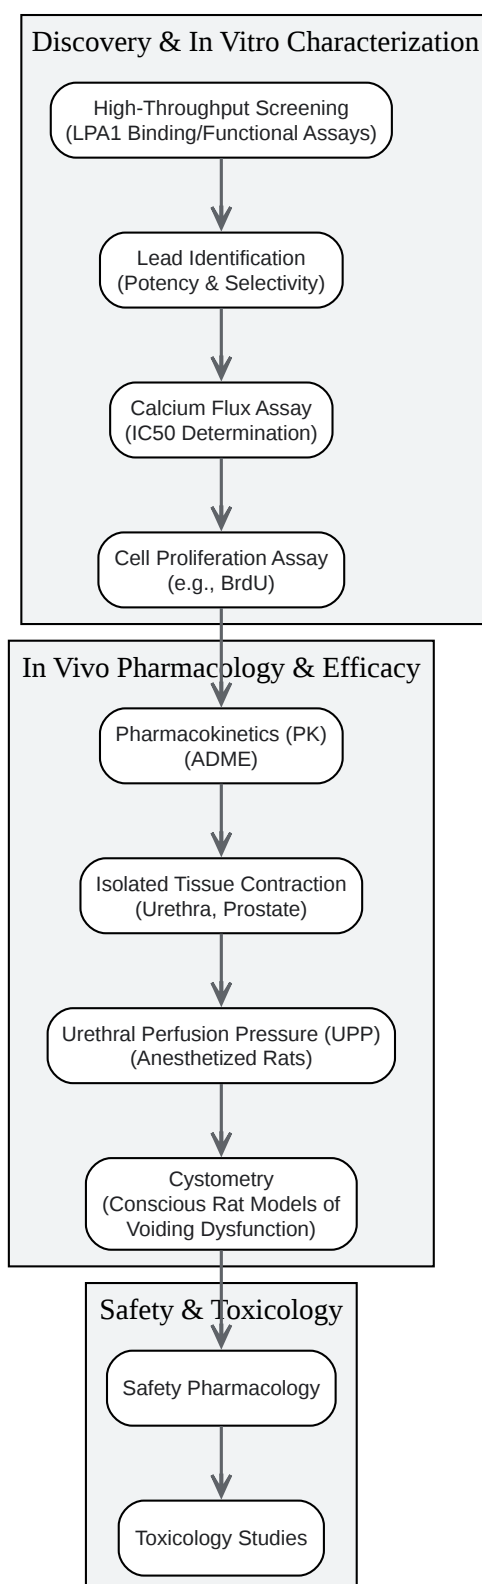 Discovery & In Vitro Characterization
High-Throughput Screening
(LPA1 Binding/Functional Assays)
Lead Identification
(Potency & Selectivity)
Calcium Flux Assay
(IC50 Determination)
Cell Proliferation Assay
(e.g., BrdU)
In Vivo Pharmacology & Efficacy
Pharmacokinetics (PK)
(ADME)
Isolated Tissue Contraction
(Urethra, Prostate)
Urethral Perfusion Pressure (UPP)
(Anesthetized Rats)
Cystometry
(Conscious Rat Models of
Voiding Dysfunction)
Safety & Toxicology
Safety Pharmacology
Toxicology Studies